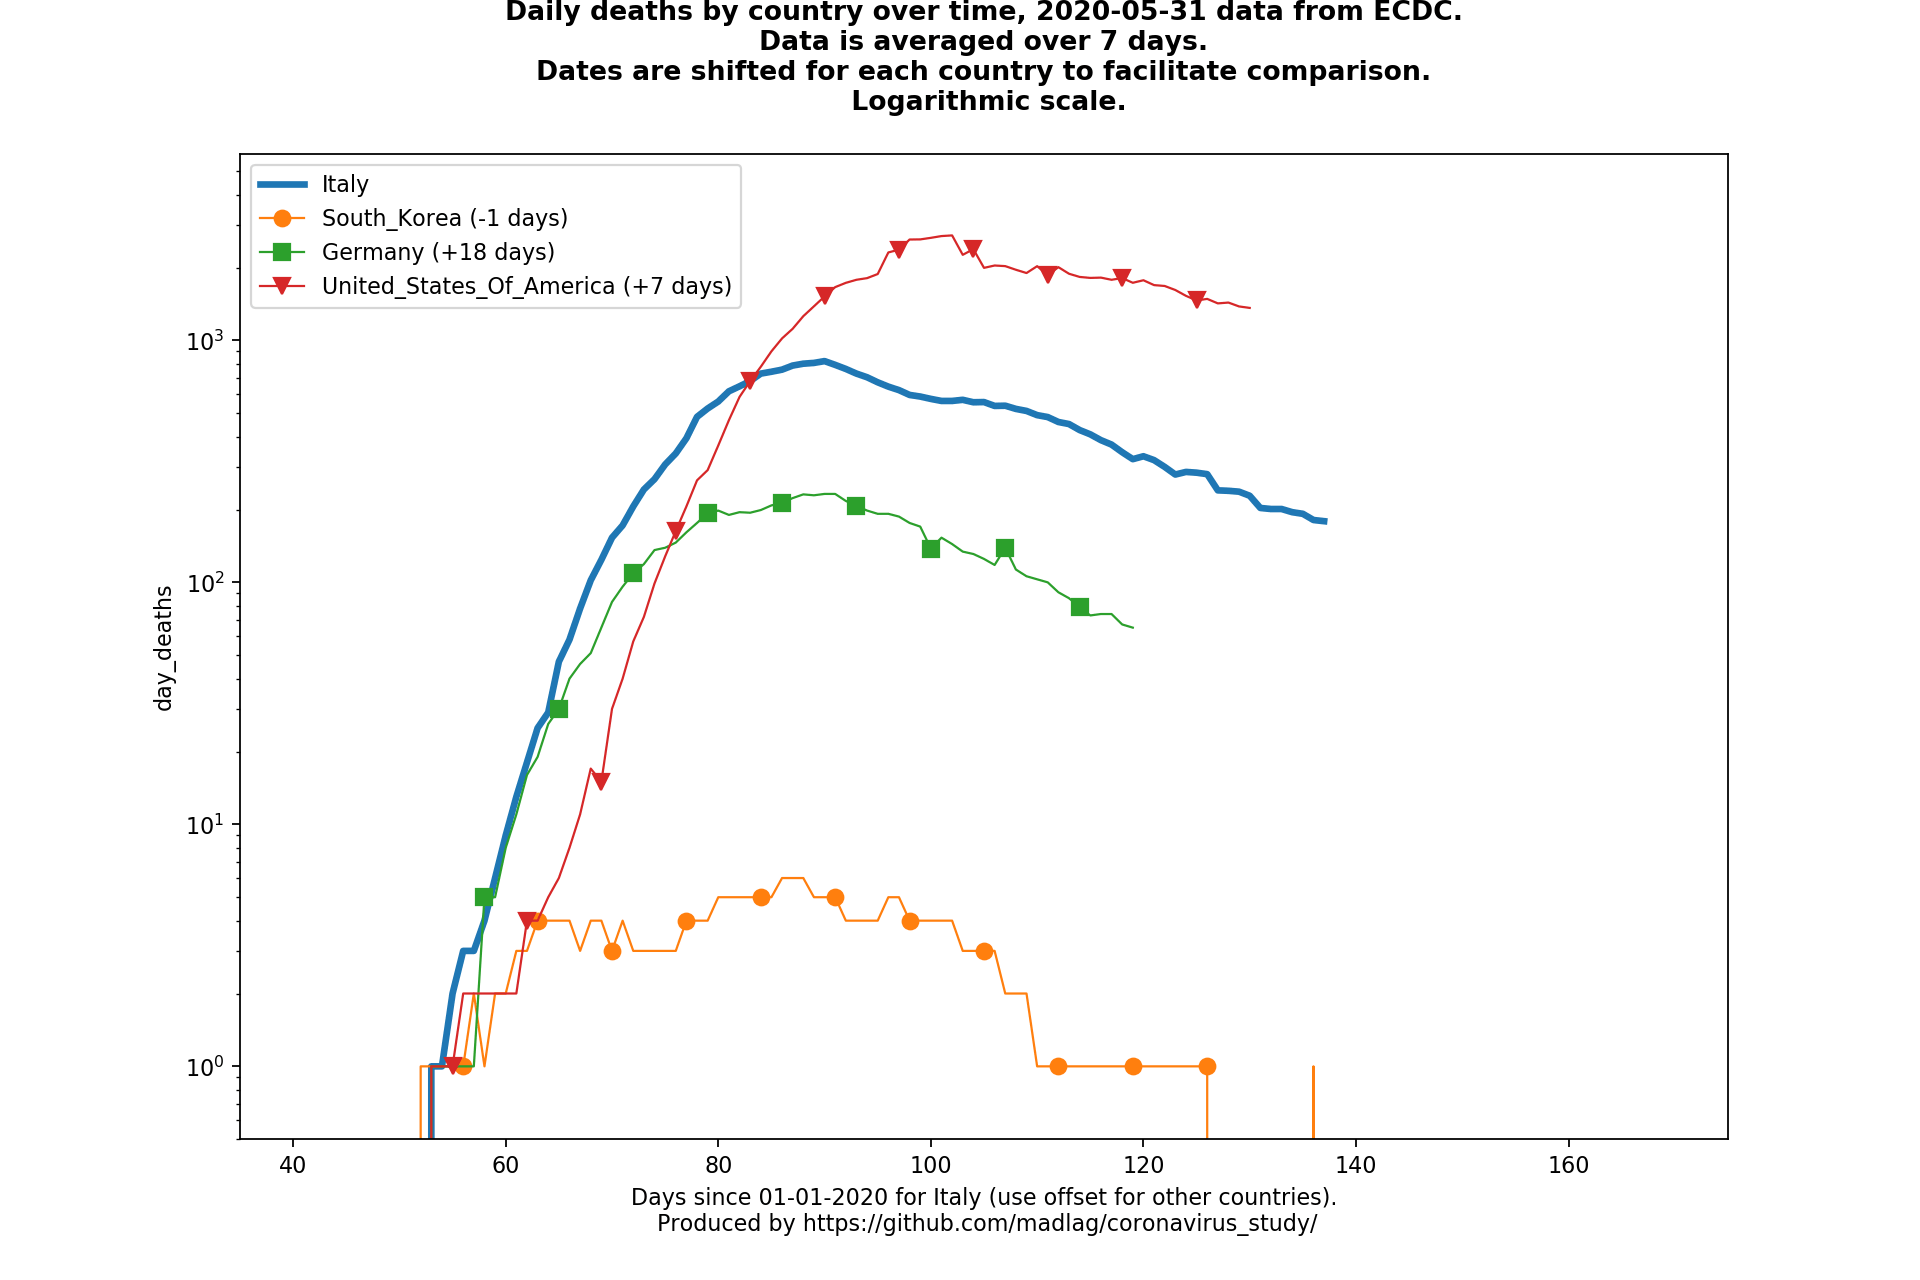 Daily deaths by country over time, 2020-05-31 data from ECDC.
Data is averaged over 7 days.
Dates are shifted for each country to facilitate comparison.
Logarithmic scale.
Italy
South_Korea (-1 days)
Germany (+18 days)
United_States_Of_America (+7 days)
10³
10²
10¹
10⁰
day_deaths
40 60 80 100 120 140 160
Days since 01-01-2020 for Italy (use offset for other countries).
Produced by https://github.com/madlag/coronavirus_study/